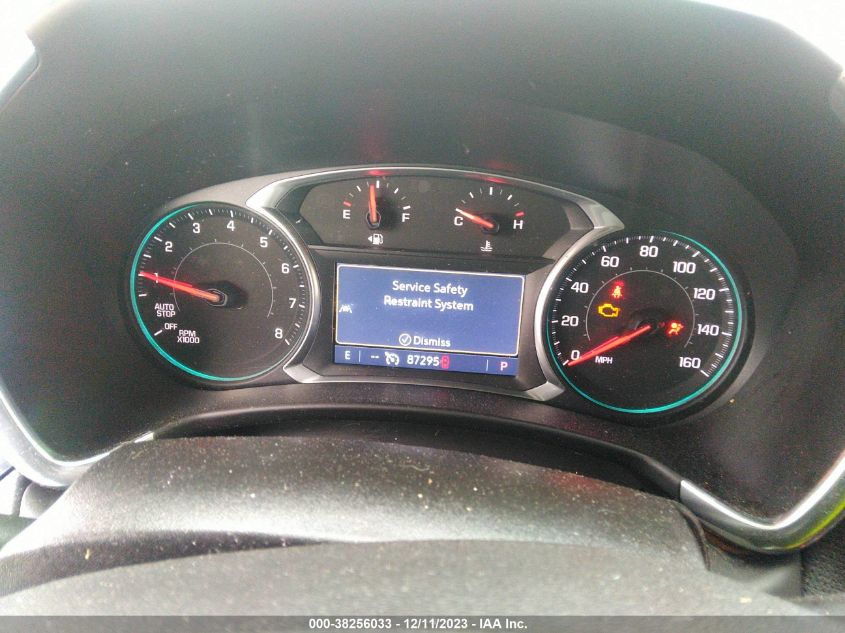 E F
C H
1 2 3 4 5 6 7 8
AUTO
STOP
OFF
RPM
X1000
Service Safety
Restraint System
Dismiss
E -- 87295 P
0 20 40 60 80 100 120 140 160
MPH
000-38256033 - 12/11/2023 - IAA Inc.